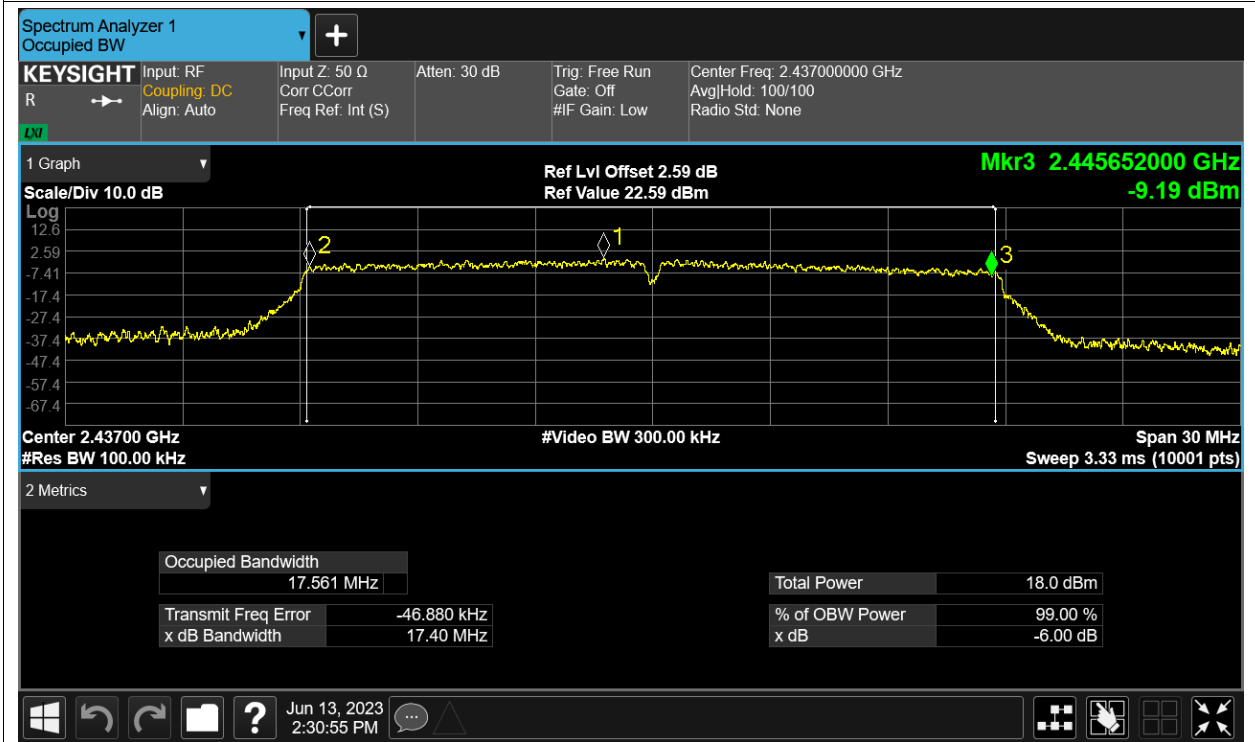 Spectrum Analyzer 1
Occupied BW
KEYSIGHT
R
LXI
Input: RF
Coupling: DC
Align: Auto
Input Z: 50 Ω
Corr CCorr
Freq Ref: Int (S)
Atten: 30 dB
Trig: Free Run
Gate: Off
#IF Gain: Low
Center Freq: 2.437000000 GHz
Avg|Hold: 100/100
Radio Std: None
1 Graph
Scale/Div 10.0 dB
Ref Lvl Offset 2.59 dB
Ref Value 22.59 dBm
Mkr3 2.445652000 GHz
-9.19 dBm
Log
12.6
2.59
-7.41
-17.4
-27.4
-37.4
-47.4
-57.4
-67.4
2
1
3
Center 2.43700 GHz
#Video BW 300.00 kHz
Span 30 MHz
#Res BW 100.00 kHz
Sweep 3.33 ms (10001 pts)
2 Metrics
Occupied Bandwidth
17.561 MHz
Transmit Freq Error -46.880 kHz
x dB Bandwidth 17.40 MHz
Total Power 18.0 dBm
% of OBW Power 99.00 %
x dB -6.00 dB
?
Jun 13, 2023
2:30:55 PM